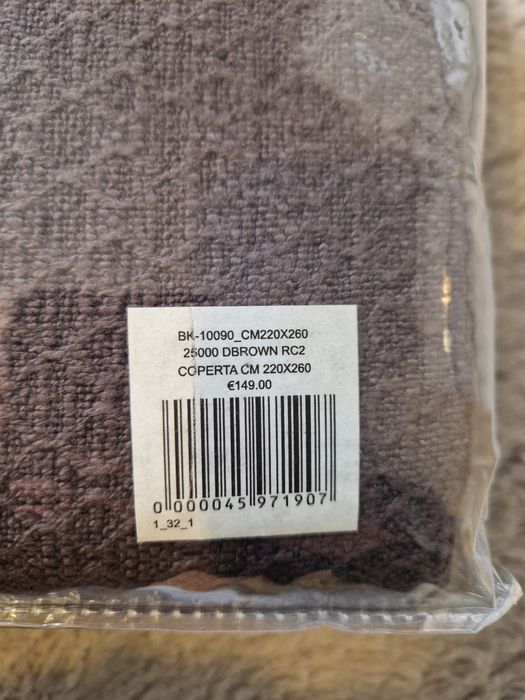 BK-10090_CM220X260
25000 DBROWN RC2
COPERTA CM 220X260
€149.00
0 000045 971907
1_32_1